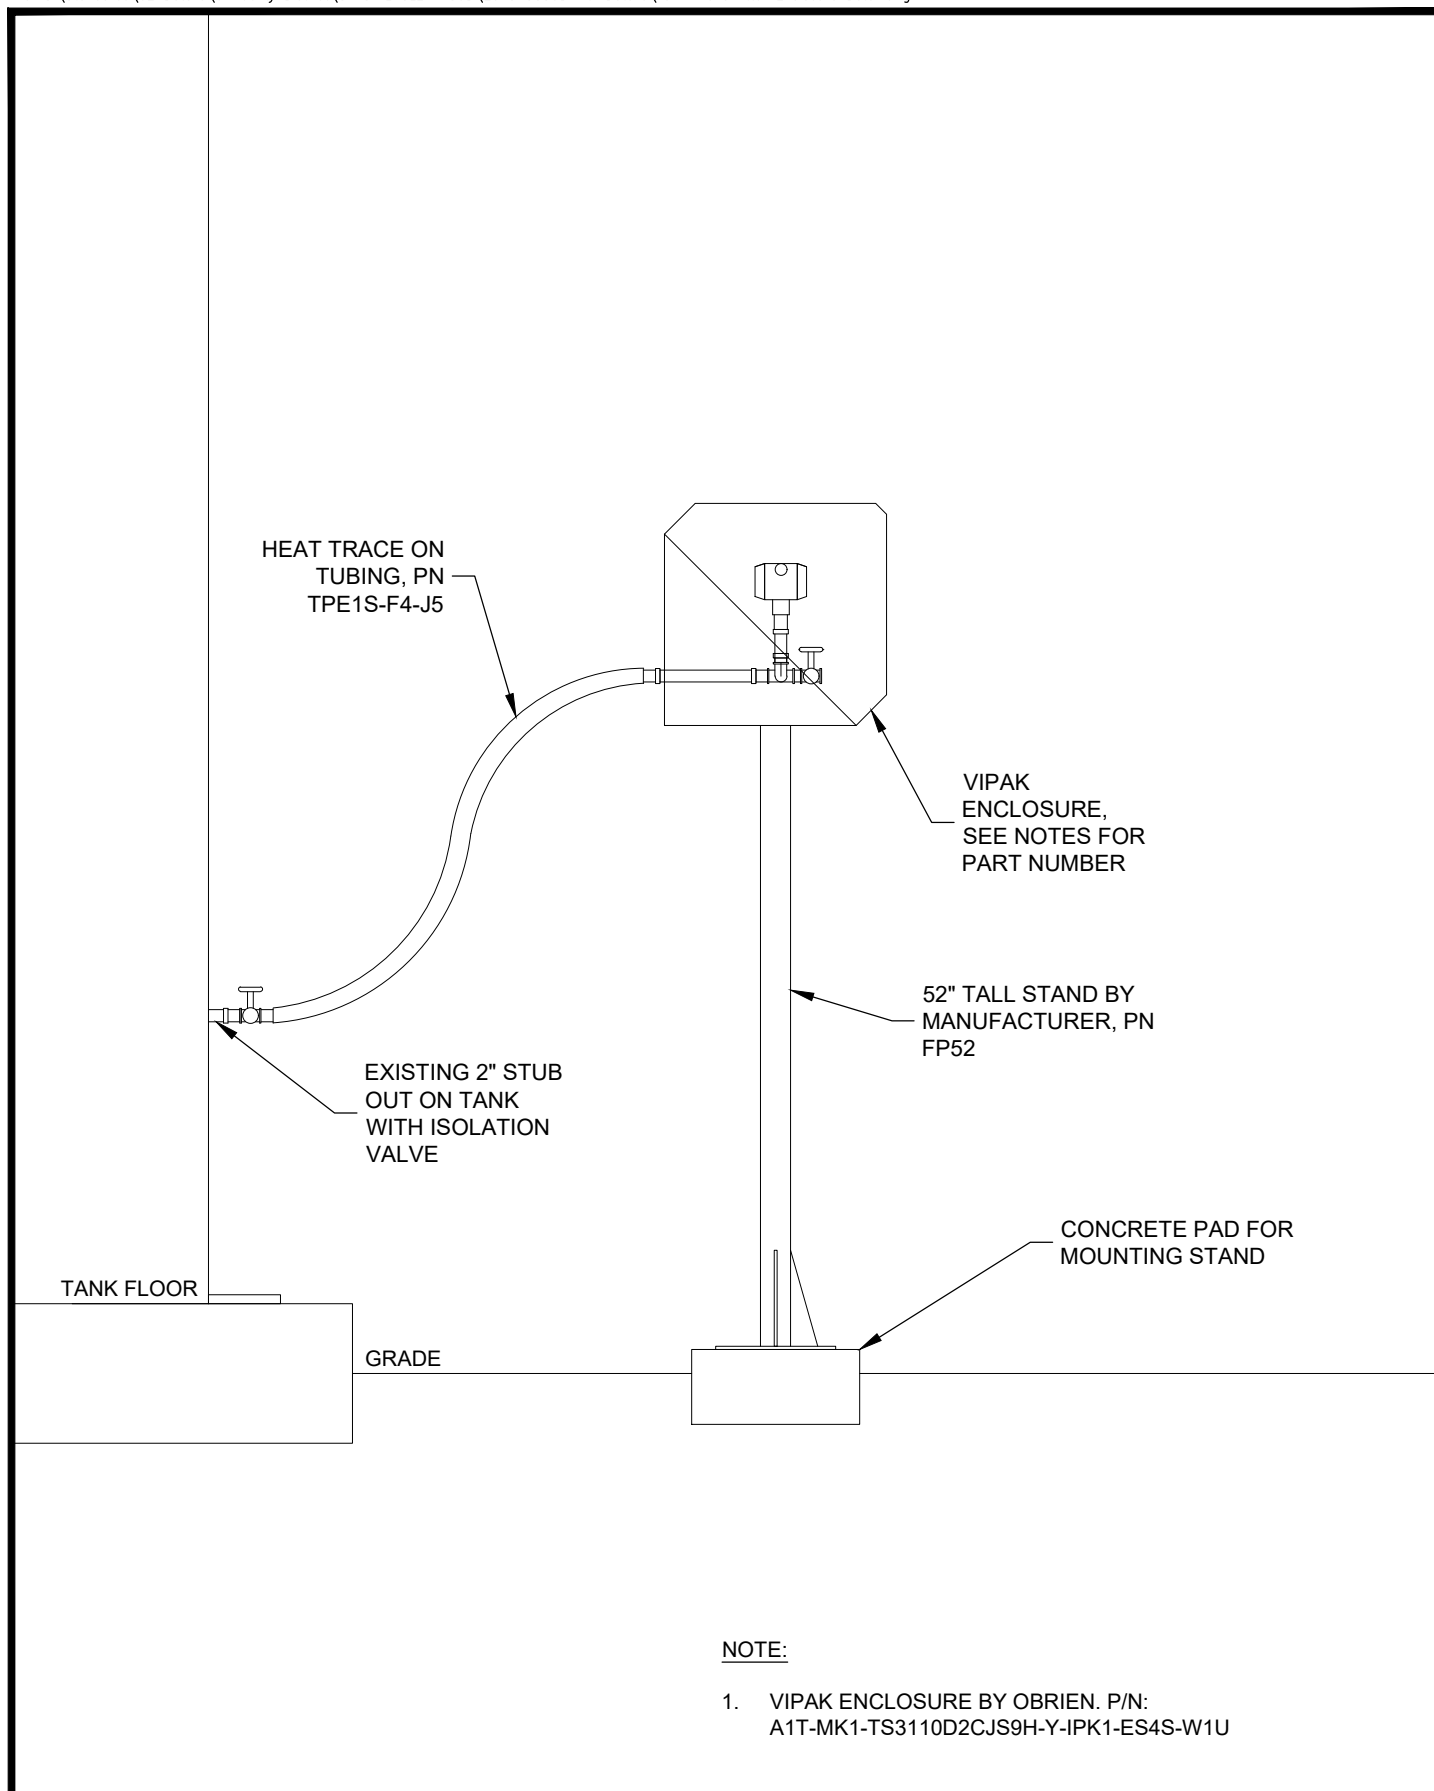 HEAT TRACE ON
TUBING, PN
TPE1S-F4-J5
VIPAK
ENCLOSURE,
SEE NOTES FOR
PART NUMBER
52" TALL STAND BY
MANUFACTURER, PN
FP52
EXISTING 2" STUB
OUT ON TANK
WITH ISOLATION
VALVE
CONCRETE PAD FOR
MOUNTING STAND
TANK FLOOR
GRADE
NOTE:
1. VIPAK ENCLOSURE BY OBRIEN. P/N:
A1T-MK1-TS3110D2CJS9H-Y-IPK1-ES4S-W1U